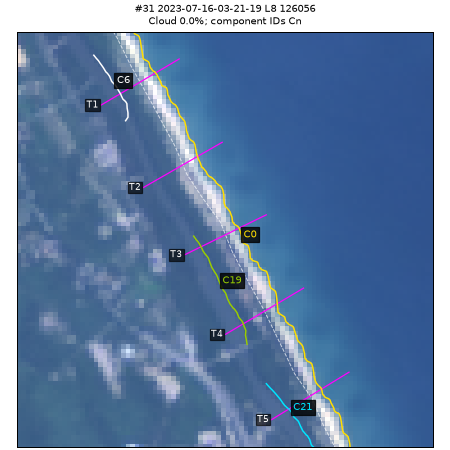 #31 2023-07-16-03-21-19 L8 126056
Cloud 0.0%; component IDs Cn
C6
T1
T2
C0
T3
C19
T4
C21
T5